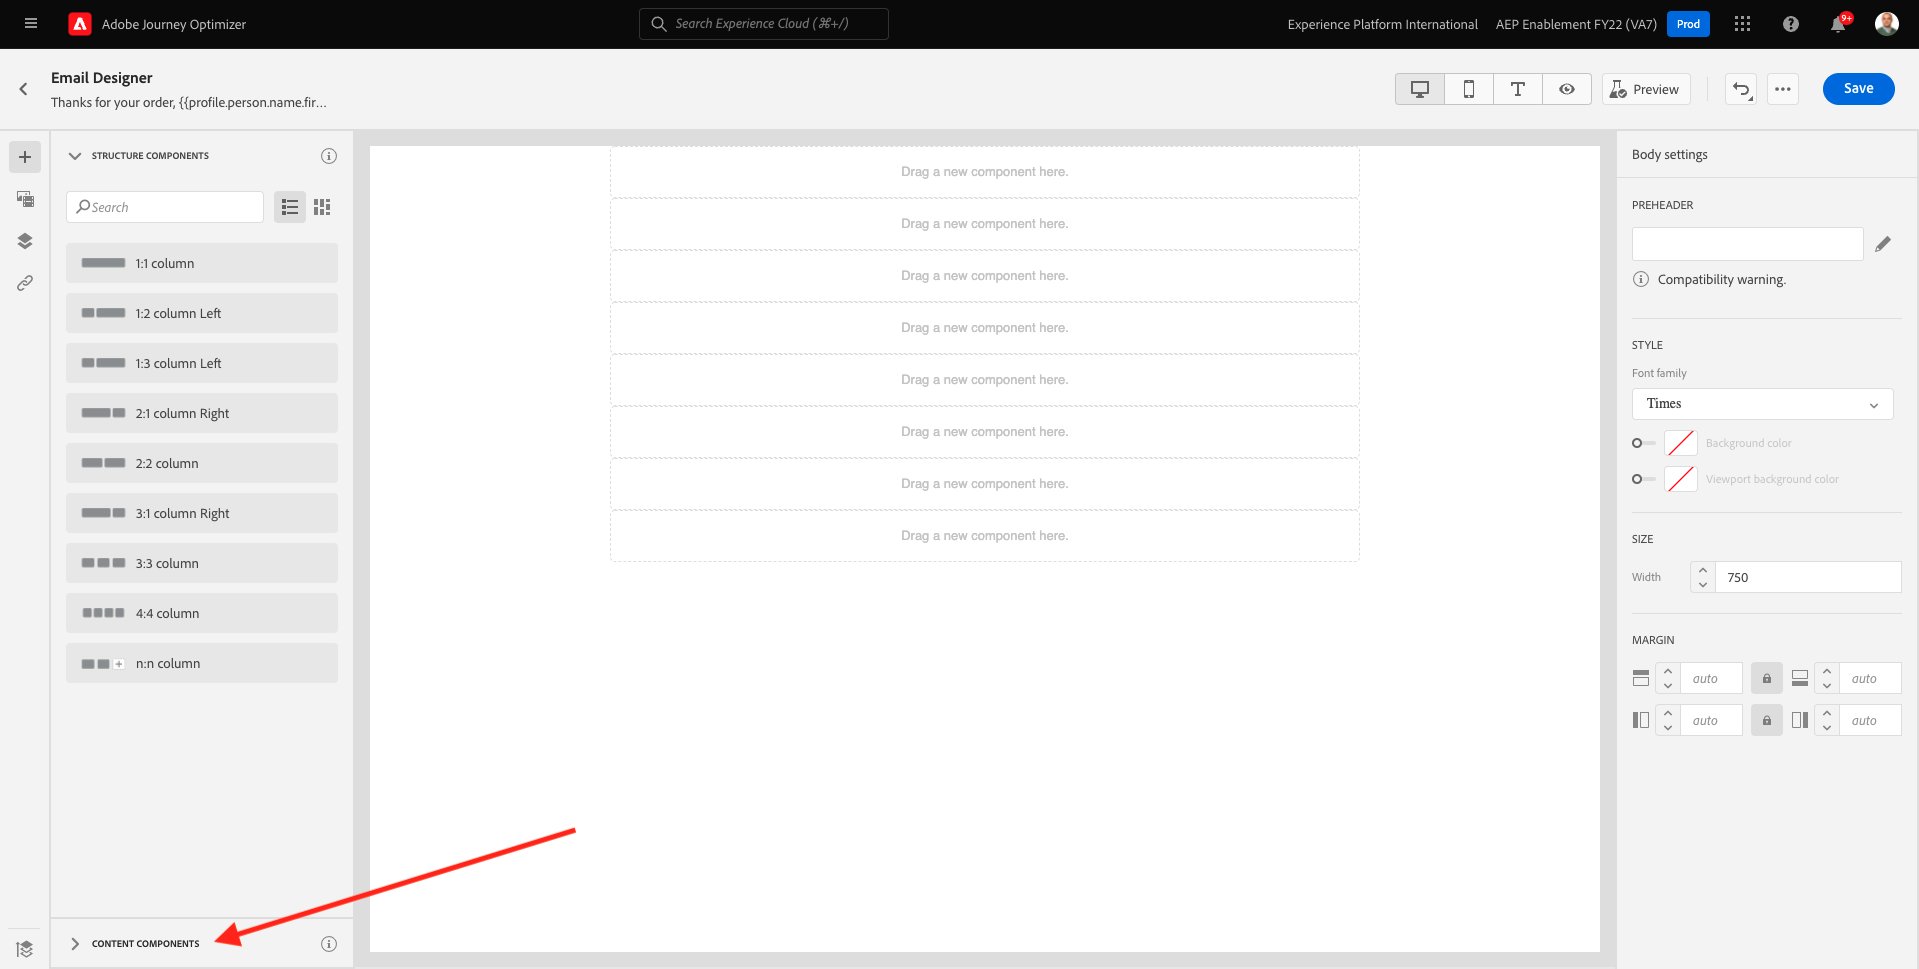 Adobe Journey Optimizer
Search Experience Cloud (⌘+/)
Experience Platform International
AEP Enablement FY22 (VA7)
Prod
9+
Email Designer
Thanks for your order, {{profile.person.name.fir...
Preview
Save
STRUCTURE COMPONENTS
Search
1:1 column
1:2 column Left
1:3 column Left
2:1 column Right
2:2 column
3:1 column Right
3:3 column
4:4 column
n:n column
CONTENT COMPONENTS
Drag a new component here.
Drag a new component here.
Drag a new component here.
Drag a new component here.
Drag a new component here.
Drag a new component here.
Drag a new component here.
Drag a new component here.
Body settings
PREHEADER
Compatibility warning.
STYLE
Font family
Times
Background color
Viewport background color
SIZE
Width
750
MARGIN
auto
auto
auto
auto